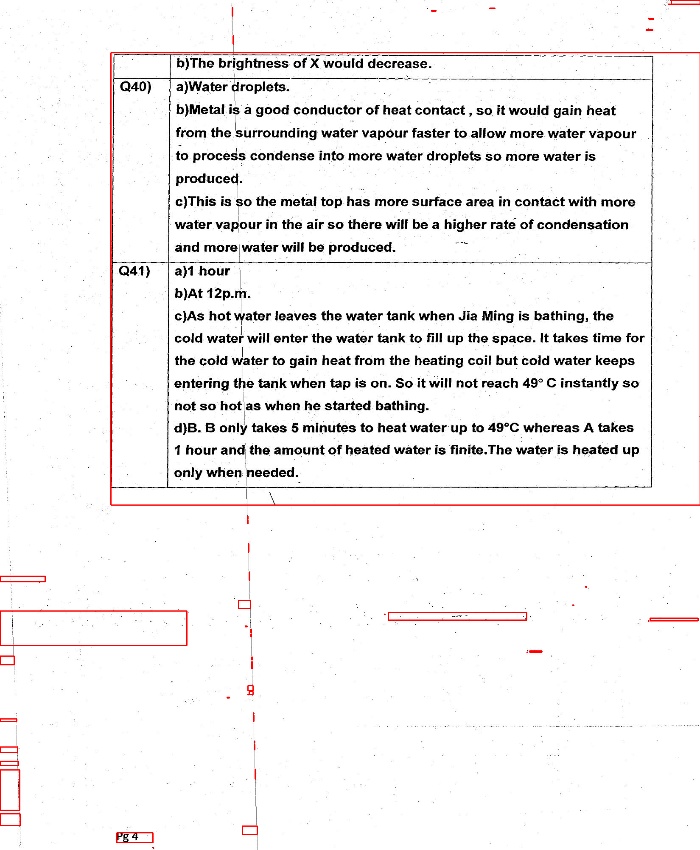 b)The brightness of X would decrease.
Q40) a)Water droplets.
b)Metal is a good conductor of heat contact , so it would gain heat
from the surrounding water vapour faster to allow more water vapour
to process condense into more water droplets so more water is
produced.
c)This is so the metal top has more surface area in contact with more
water vapour in the air so there will be a higher rate of condensation
and more water will be produced.
Q41) a)1 hour
b)At 12p.m.
c)As hot water leaves the water tank when Jia Ming is bathing, the
cold water will enter the water tank to fill up the space. It takes time for
the cold water to gain heat from the heating coil but cold water keeps
entering the tank when tap is on. So it will not reach 49° C instantly so
not so hot as when he started bathing.
d)B. B only takes 5 minutes to heat water up to 49°C whereas A takes
1 hour and the amount of heated water is finite.The water is heated up
only when needed.
Pg 4